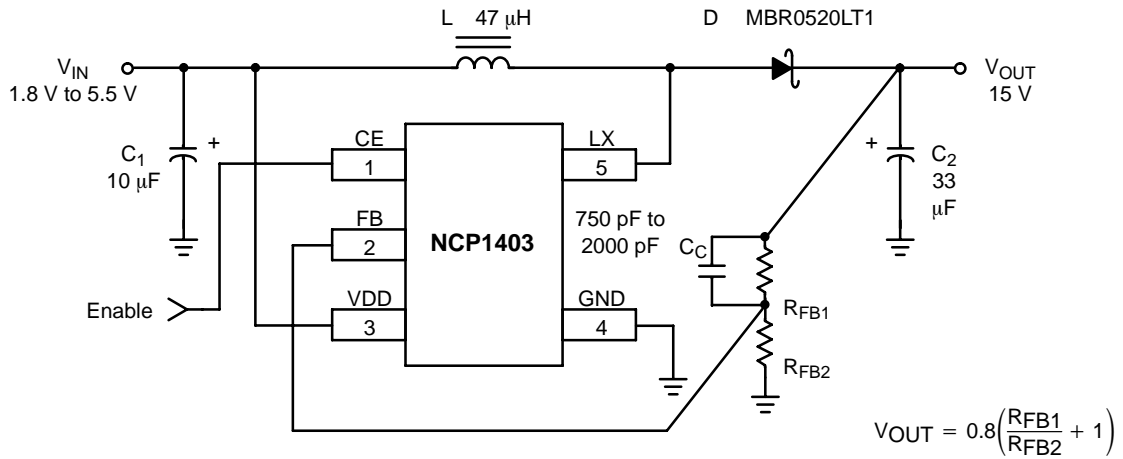 L 47 μH
D MBR0520LT1
VIN
1.8 V to 5.5 V
VOUT
15 V
C1
10 μF
+
CE
1
LX
5
+
C2
33
μF
FB
2
NCP1403
750 pF to
2000 pF
CC
Enable
VDD
3
GND
4
RFB1
RFB2
VOUT = 0.8(RFB1/RFB2 + 1)